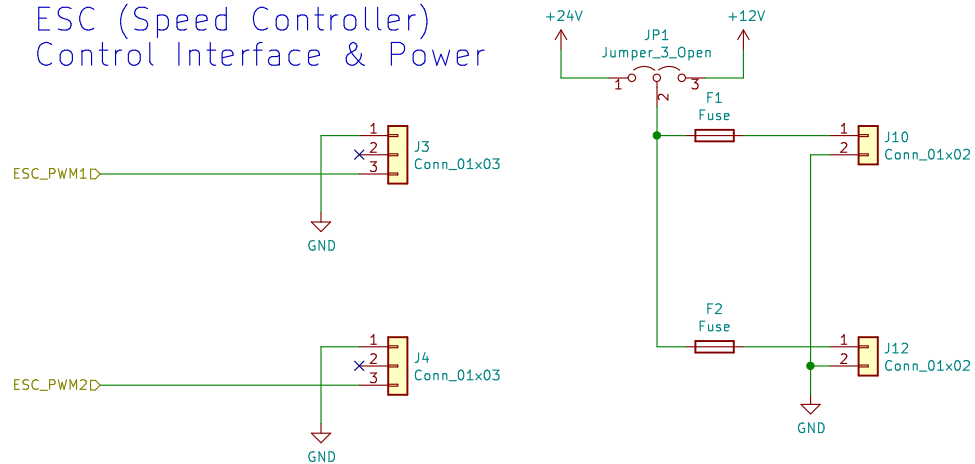 ESC (Speed Controller)
Control Interface & Power
+24V
+12V
JP1
Jumper_3_Open
1
2
3
F1
Fuse
1
2
J10
Conn_01x02
1
2
3
J3
Conn_01x03
ESC_PWM1
GND
F2
Fuse
1
2
J12
Conn_01x02
GND
1
2
3
J4
Conn_01x03
ESC_PWM2
GND